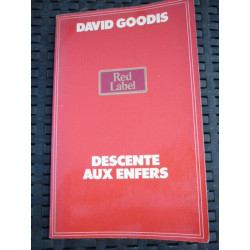 DAVID GOODIS
Red
Label
DESCENTE
AUX ENFERS